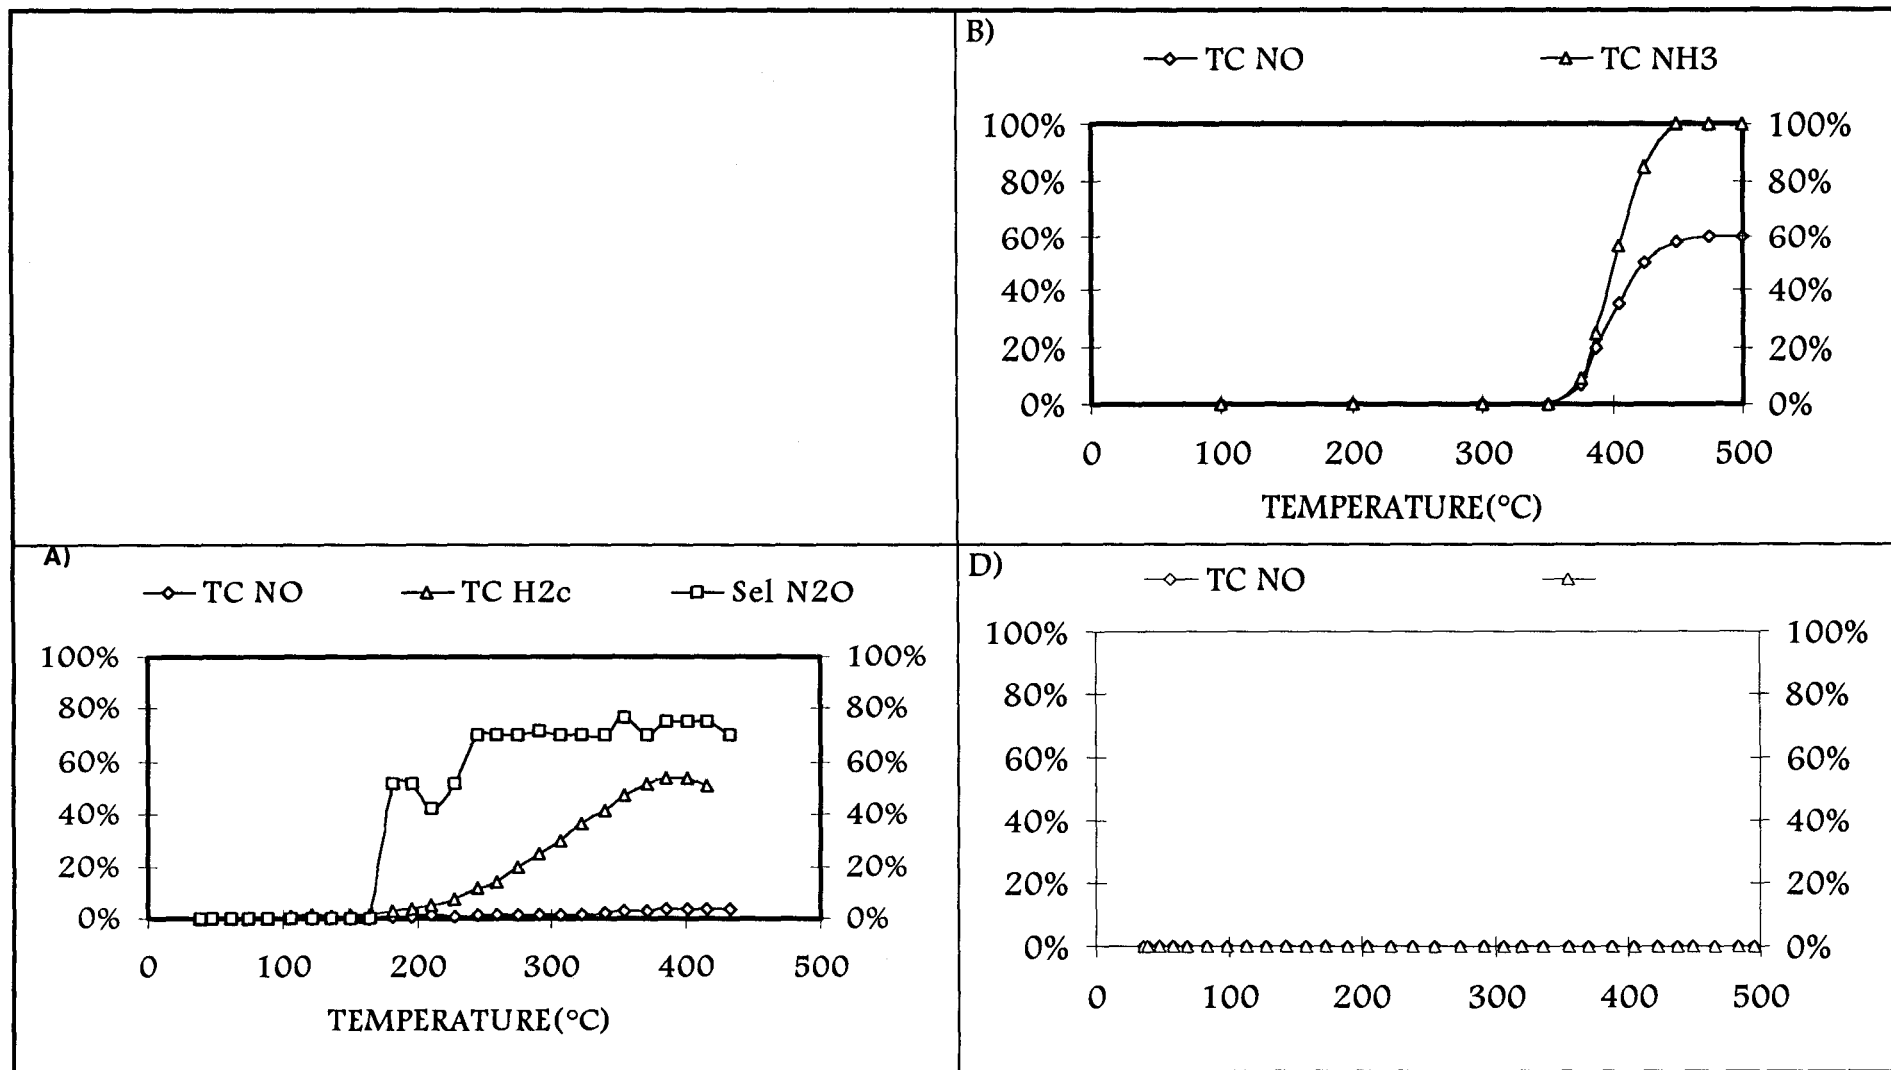 B)
TC NO TC NH3
100% 100%
80% 80%
60% 60%
40% 40%
20% 20%
0% 0%
0 100 200 300 400 500
TEMPERATURE(°C)
A)
TC NO TC H2c Sel N2O
100% 100%
80% 80%
60% 60%
40% 40%
20% 20%
0% 0%
0 100 200 300 400 500
TEMPERATURE(°C)
D)
TC NO
100% 100%
80% 80%
60% 60%
40% 40%
20% 20%
0% 0%
0 100 200 300 400 500